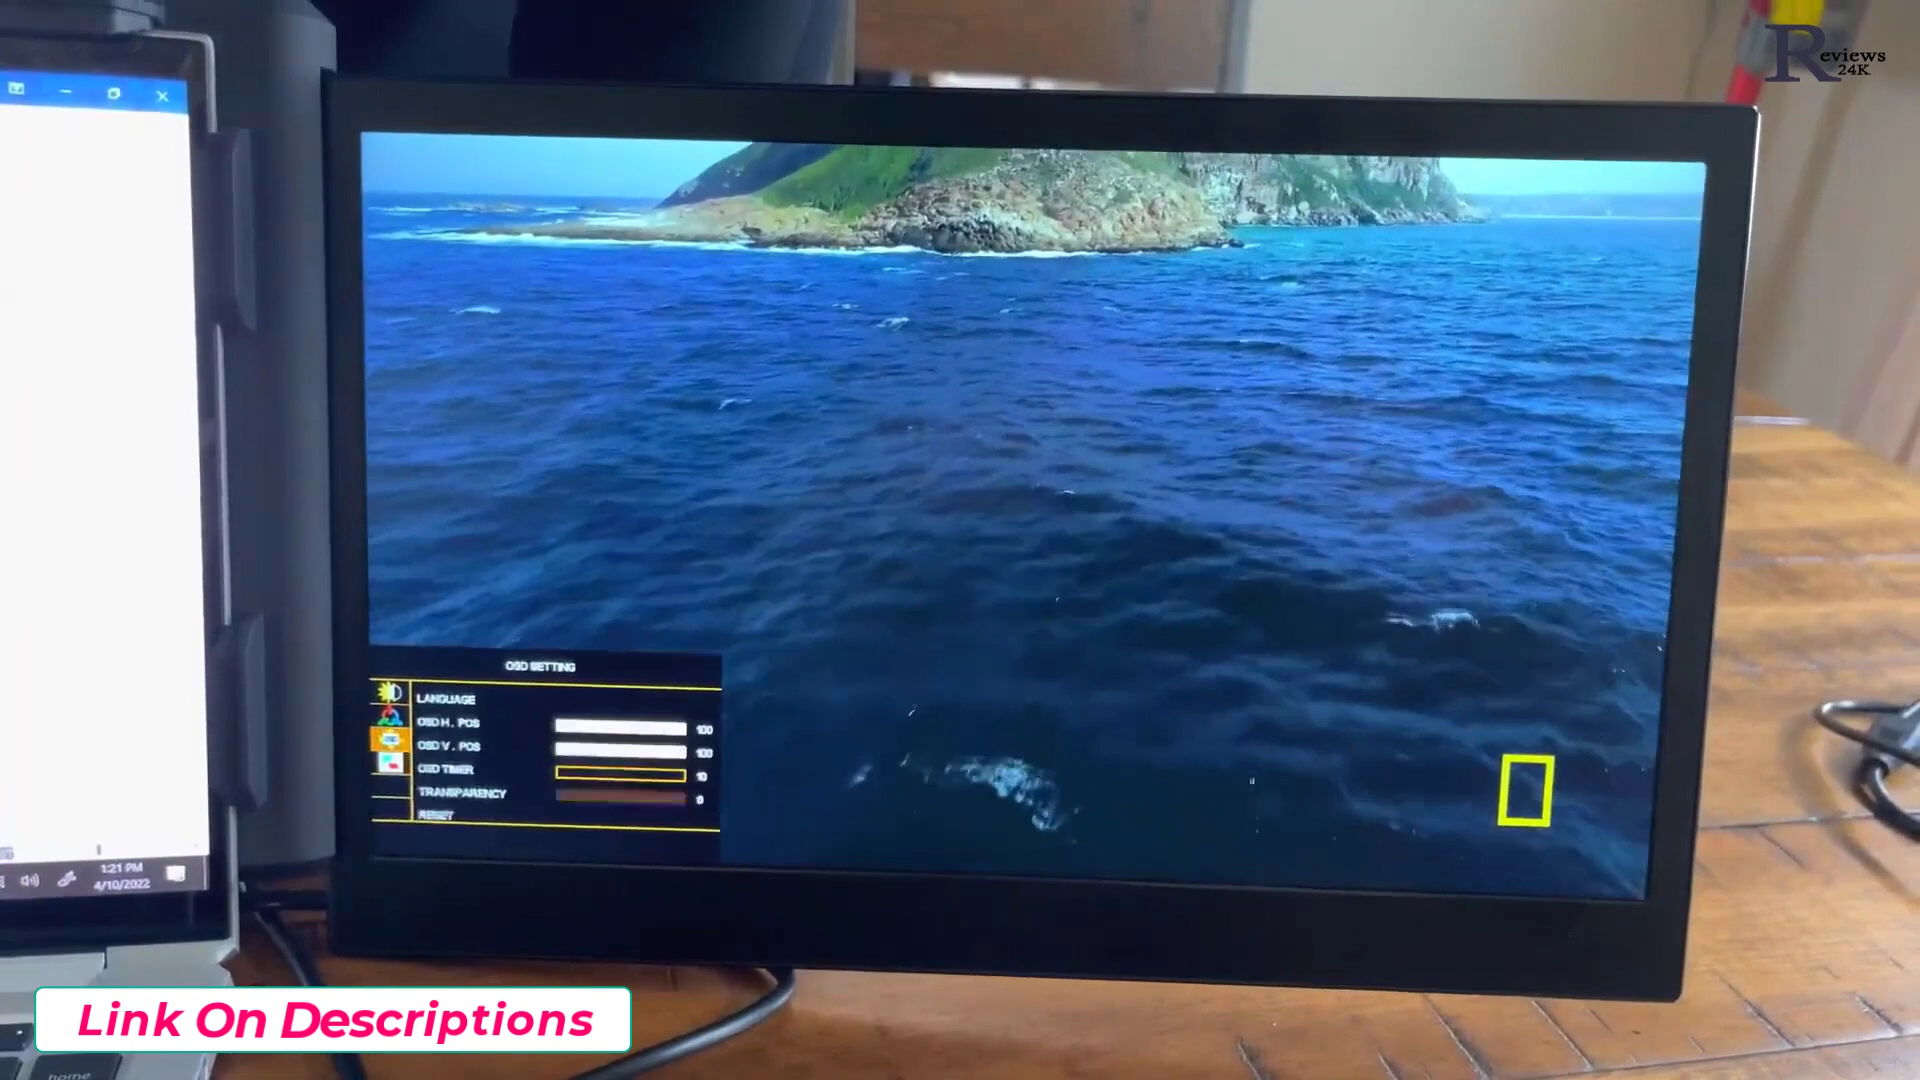 Reviews
24K
OSD SETTING
LANGUAGE
OSD H. POS 100
OSD V. POS 100
OSD TIMER 10
TRANSPARENCY 0
RESET
1:21 PM
4/10/2022
Link On Descriptions
home